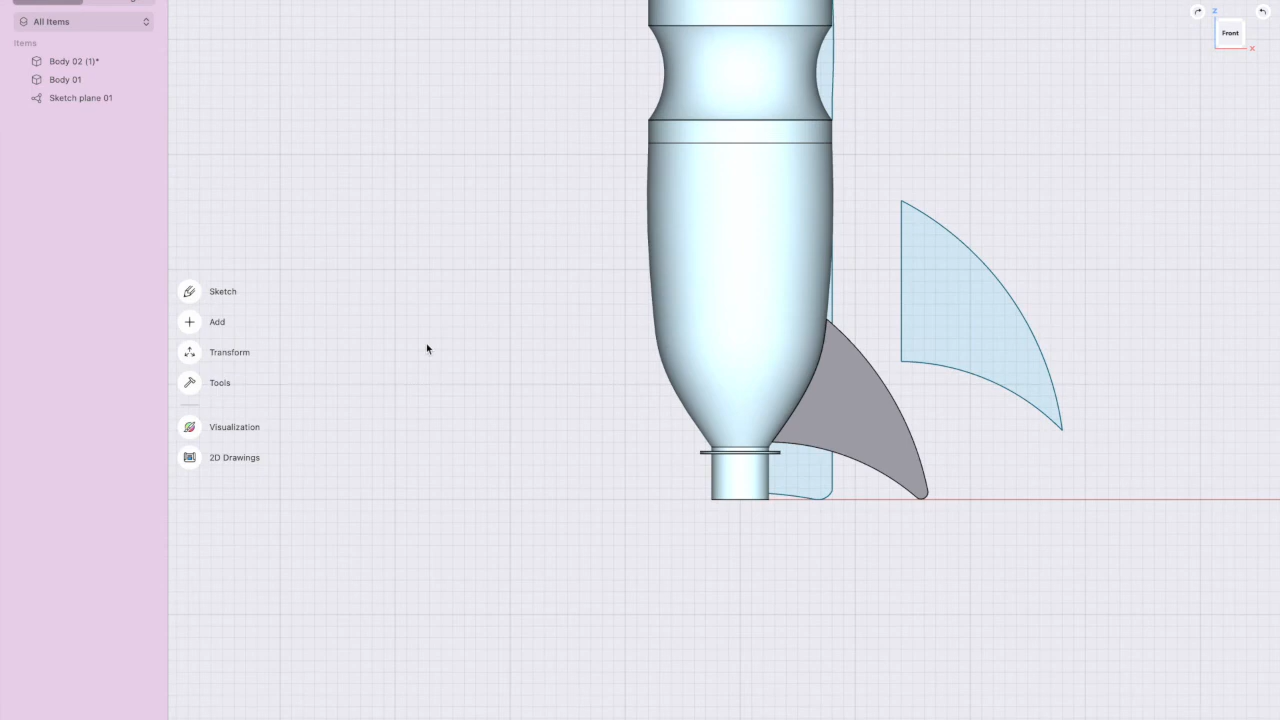 All Items
Items
Body 02 (1)*
Body 01
Sketch plane 01
Sketch
Add
Transform
Tools
Visualization
2D Drawings
Z
Front
X